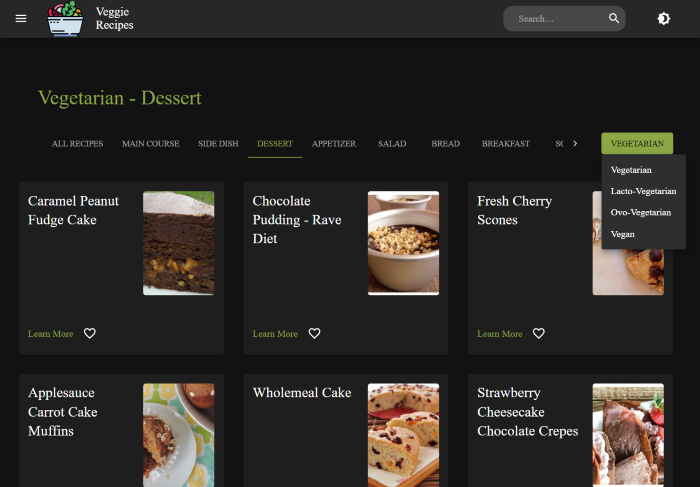 Veggie
Recipes
Search…
Vegetarian - Dessert
ALL RECIPES MAIN COURSE SIDE DISH DESSERT APPETIZER SALAD BREAD BREAKFAST VEGETARIAN
Vegetarian
Lacto-Vegetarian
Ovo-Vegetarian
Vegan
Caramel Peanut
Fudge Cake
Learn More
Chocolate
Pudding - Rave
Diet
Learn More
Fresh Cherry
Scones
Learn More
Applesauce
Carrot Cake
Muffins
Wholemeal Cake
Strawberry
Cheesecake
Chocolate Crepes